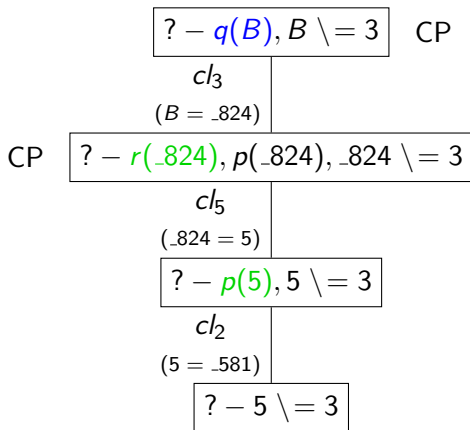 ? − q(B), B \ = 3 CP
cl3
(B = _824)
CP ? − r(_824), p(_824), _824 \ = 3
cl5
(_824 = 5)
? − p(5), 5 \ = 3
cl2
(5 = _581)
? − 5 \ = 3